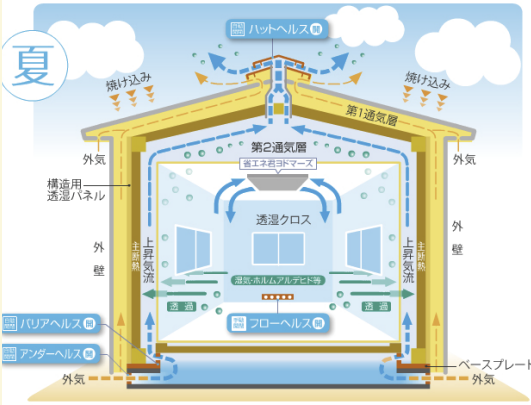 夏
ハットヘルス 開
焼け込み
焼け込み
第1通気層
外気
第2通気層
外気
省エネ君ヨドマーズ
構造用
透湿パネル
透湿クロス
外壁
主断熱
上昇気流
上昇気流
主断熱
外壁
湿気・ホルムアルデヒド等
透過
透過
バリアヘルス 開
フローヘルス 開
アンダーヘルス 開
ベースプレート
外気
外気